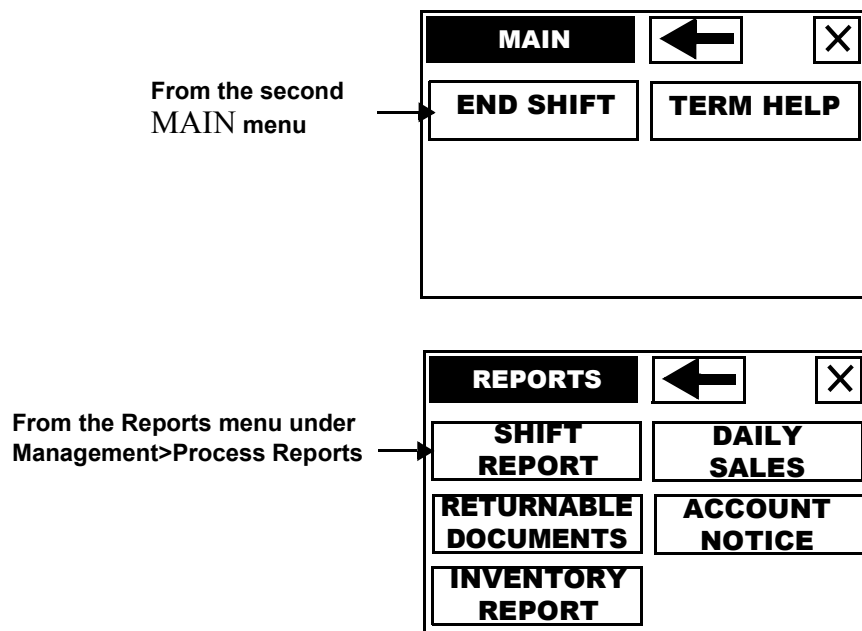 MAIN
X
From the second
MAIN menu
END SHIFT
TERM HELP
REPORTS
X
From the Reports menu under
Management>Process Reports
SHIFT
REPORT
DAILY
SALES
RETURNABLE
DOCUMENTS
ACCOUNT
NOTICE
INVENTORY
REPORT